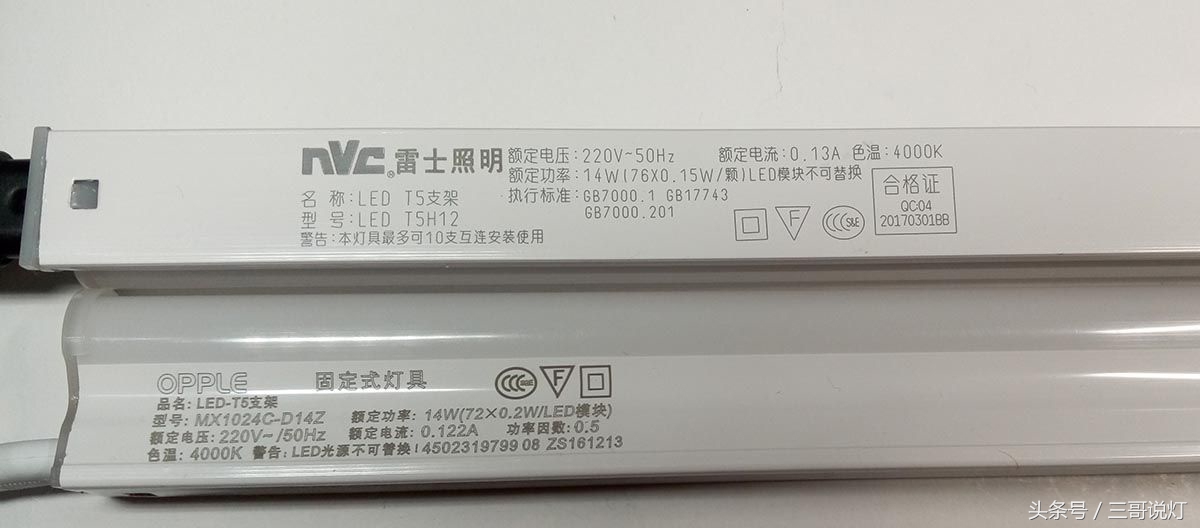 nVC®雷士照明
额定电压:220V~50Hz 额定电流:0.13A 色温:4000K
额定功率:14W(76X0.15W/颗)LED模块不可替换
名 称:LED T5支架
执行标准:GB7000.1 GB17743
型 号:LED T5H12
GB7000.201
警告:本灯具最多可10支互连安装使用
F
CCC S&E
合格证
QC:04
20170301BB
OPPLE 固定式灯具
CCC F
品名: LED-T5支架
型号: MX1024C-D14Z 额定功率: 14W(72×0.2W/LED模块)
额定电压: 220V~/50Hz 额定电流: 0.122A 功率因数: 0.5
色温: 4000K 警告: LED光源不可替换! 450231979908 ZS161213
头条号 / 三哥说灯